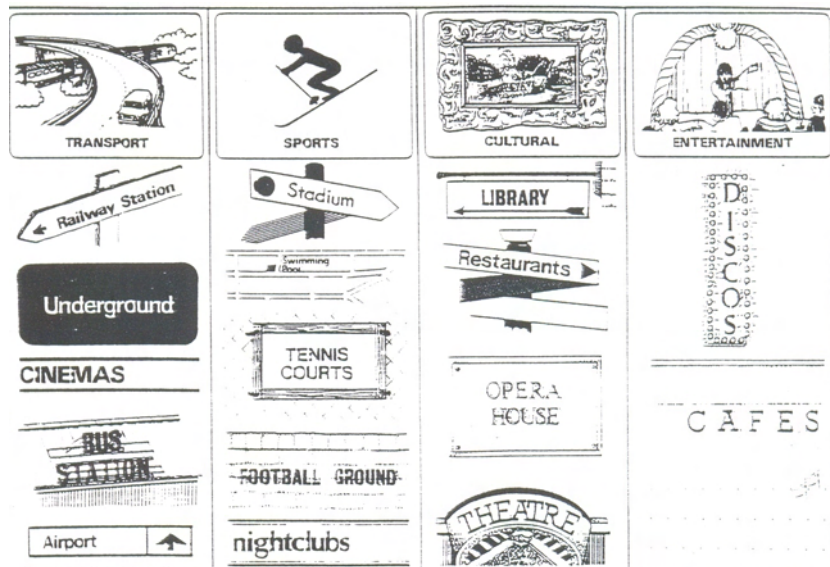 TRANSPORT
Railway Station
Underground
CINEMAS
BUS
STATION
Airport
SPORTS
Stadium
Swimming
Pool
TENNIS
COURTS
FOOTBALL GROUND
nightclubs
CULTURAL
LIBRARY
Restaurants
OPERA
HOUSE
THEATRE
ENTERTAINMENT
DISCOS
CAFES